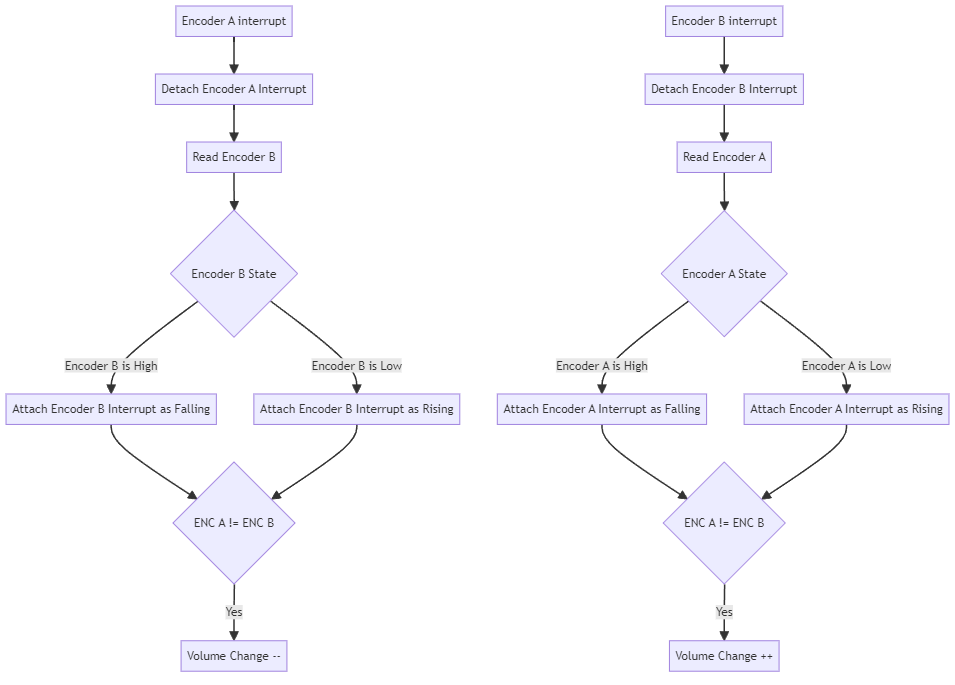 Encoder A interrupt
Detach Encoder A Interrupt
Read Encoder B
Encoder B State
Encoder B is High
Encoder B is Low
Attach Encoder B Interrupt as Falling
Attach Encoder B Interrupt as Rising
ENC A != ENC B
Yes
Volume Change --
Encoder B interrupt
Detach Encoder B Interrupt
Read Encoder A
Encoder A State
Encoder A is High
Encoder A is Low
Attach Encoder A Interrupt as Falling
Attach Encoder A Interrupt as Rising
ENC A != ENC B
Yes
Volume Change ++